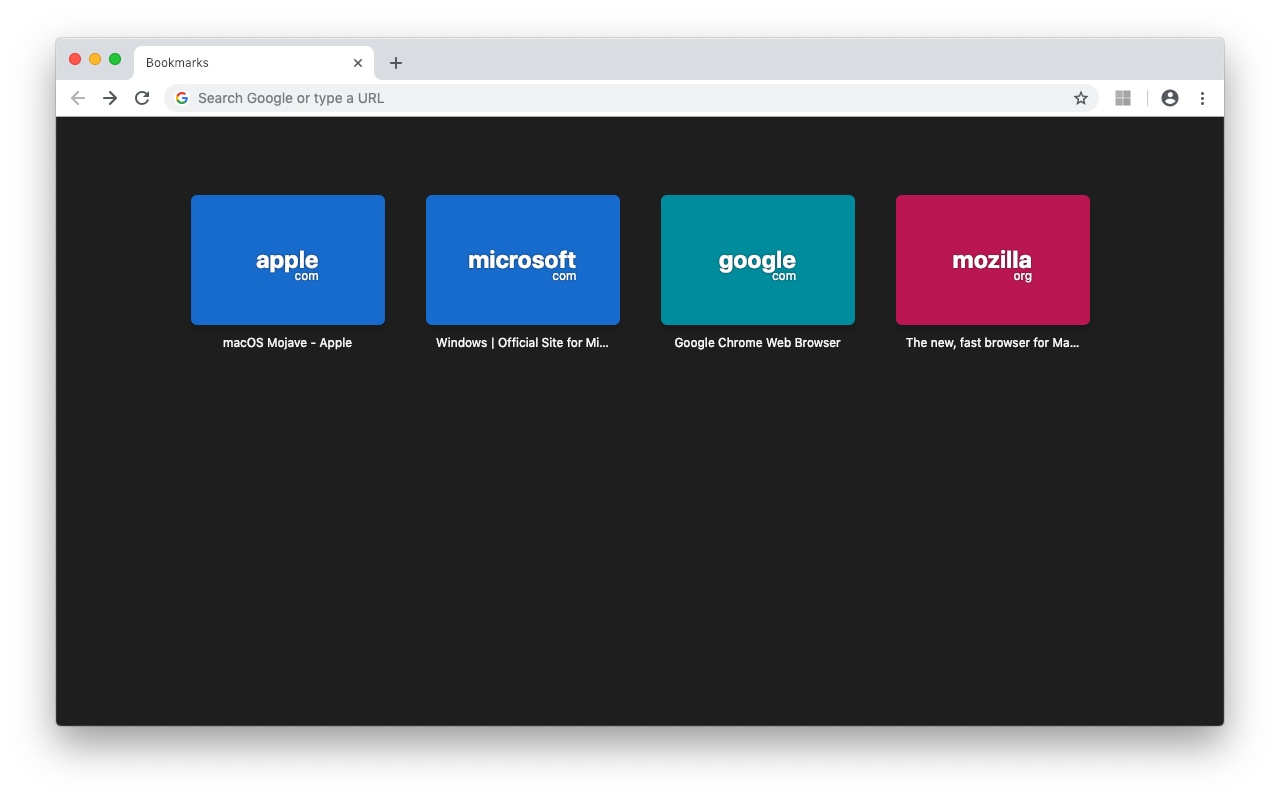 Bookmarks
Search Google or type a URL
apple
com
microsoft
com
google
com
mozilla
org
macOS Mojave - Apple
Windows | Official Site for Mi...
Google Chrome Web Browser
The new, fast browser for Ma...